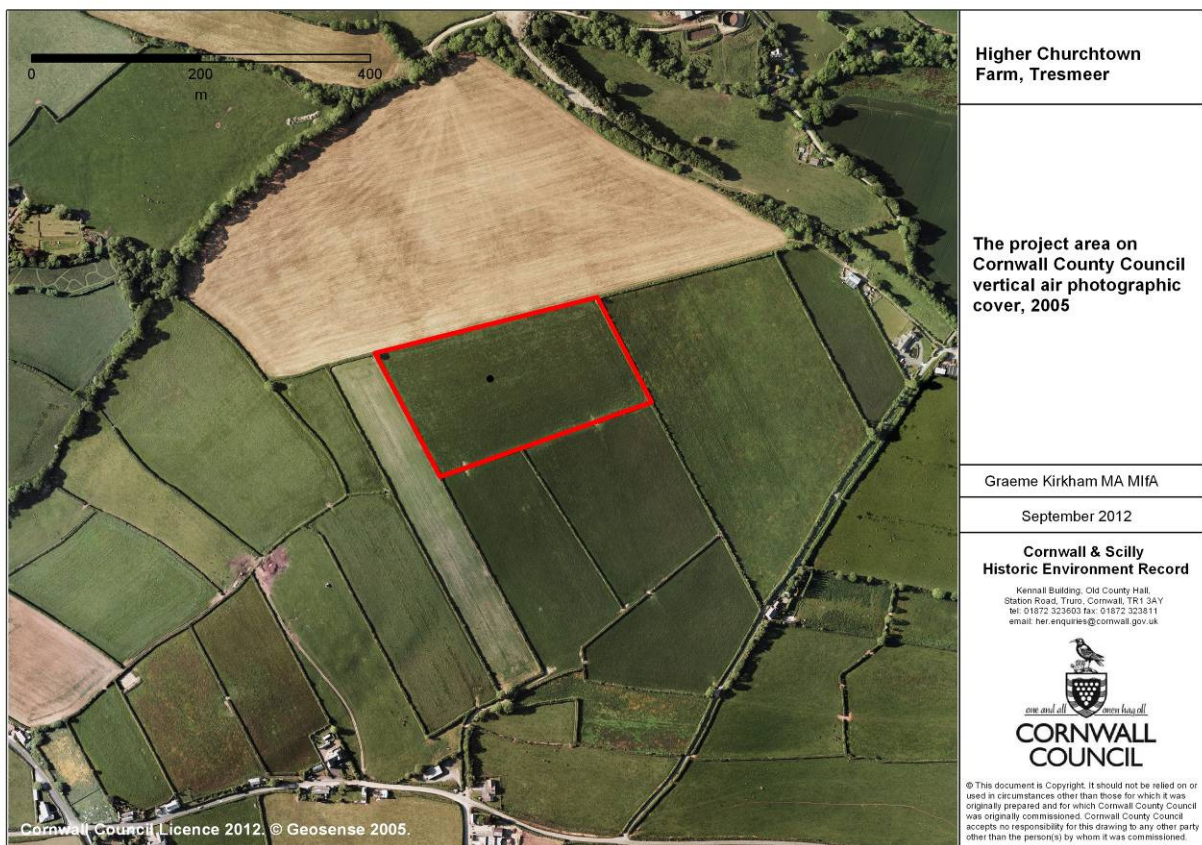 0
200
400
m
Higher Churchtown
Farm, Tresmeer
The project area on
Cornwall County Council
vertical air photographic
cover, 2005
Graeme Kirkham MA MIfA
September 2012
Cornwall & Scilly
Historic Environment Record
Kennall Building, Old County Hall,
Station Road, Truro, Cornwall, TR1 3AY
tel: 01872 323603 fax: 01872 323811
email: her.enquiries@cornwall.gov.uk
one and all onen hag oll
CORNWALL
COUNCIL
© This document is Copyright. It should not be relied on or
used in circumstances other than those for which it was
originally prepared and for which Cornwall County Council
was originally commissioned. Cornwall County Council
accepts no responsibility for this drawing to any other party
other than the person(s) by whom it was commissioned.
Cornwall Council Licence 2012. © Geosense 2005.